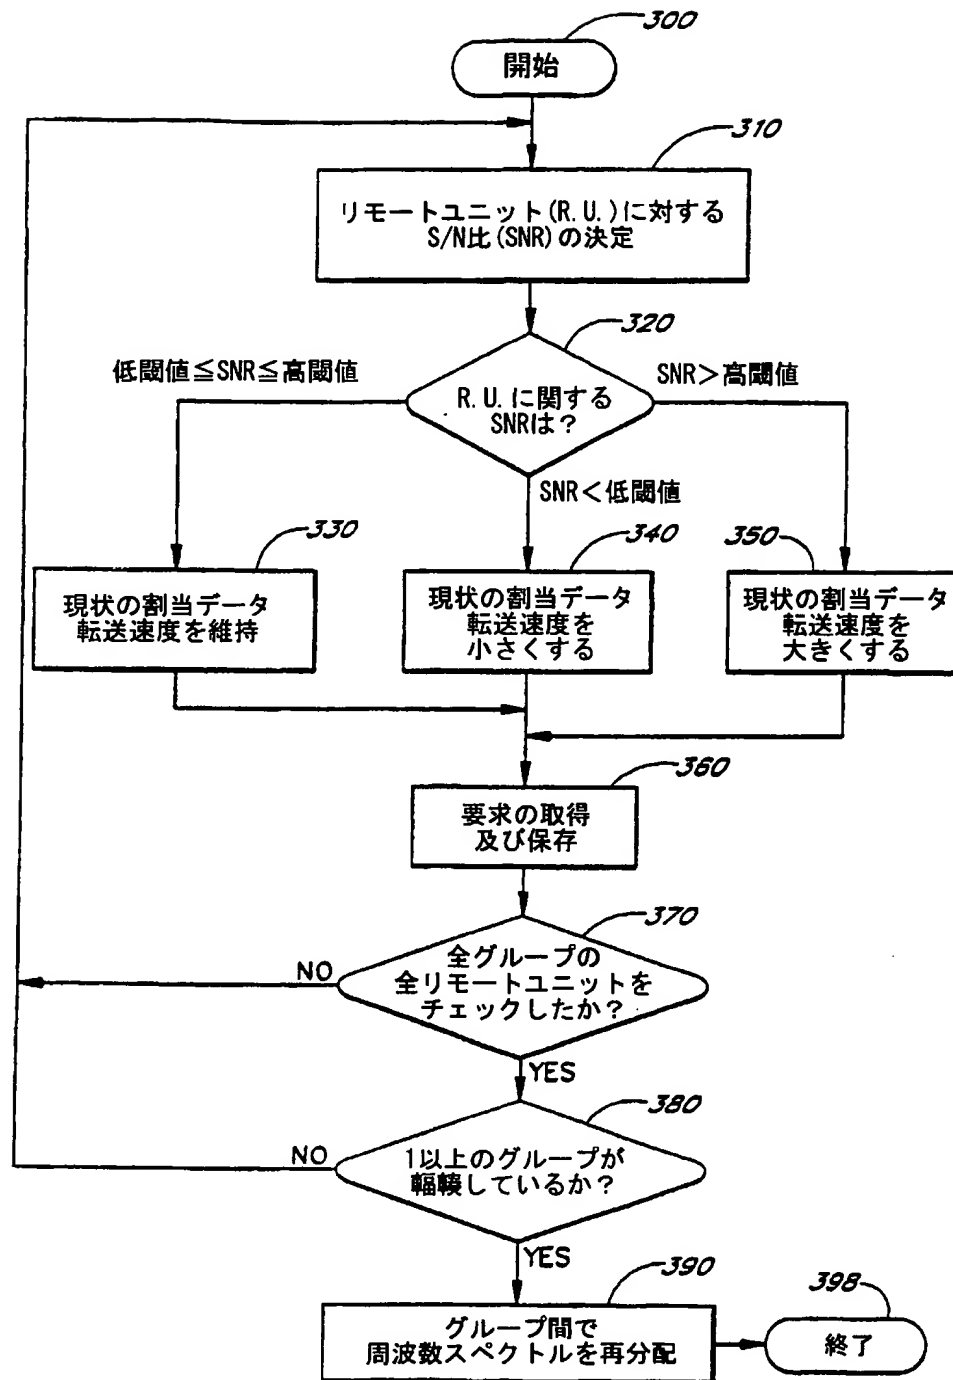 300
開始
310
リモートユニット(R.U.)に対する
S/N比(SNR)の決定
320
低閾値≦SNR≦高閾値
SNR>高閾値
R.U.に関する
SNRは?
SNR<低閾値
330
340
350
現状の割当データ
転送速度を維持
現状の割当データ
転送速度を
小さくする
現状の割当データ
転送速度を
大きくする
360
要求の取得
及び保存
370
全グループの
全リモートユニットを
チェックしたか?
NO
YES
380
1以上のグループが
輻輳しているか?
NO
YES
390
グループ間で
周波数スペクトルを再分配
398
終了